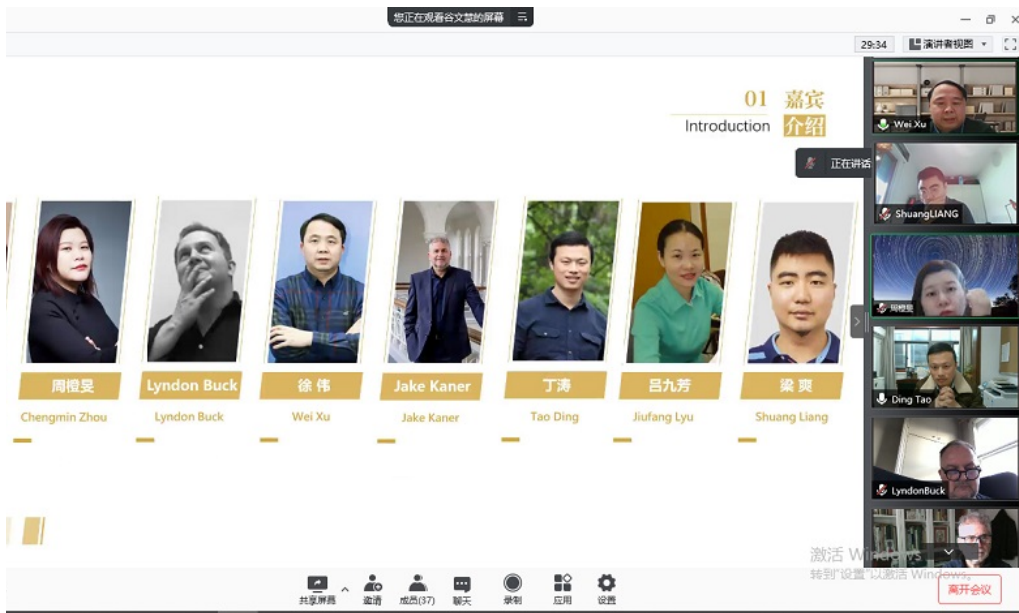 您正在观看谷文慧的屏幕
29:34
演讲者视图
01 嘉宾
Introduction 介绍
正在讲话
Wei Xu
ShuangLIANG
周橙旻
Ding Tao
LyndonBuck
周橙旻
Lyndon Buck
徐 伟
Jake Kaner
丁涛
吕九芳
梁 爽
Chengmin Zhou
Lyndon Buck
Wei Xu
Jake Kaner
Tao Ding
Jiufang Lyu
Shuang Liang
激活 Windows
转到"设置"以激活 Windows。
共享屏幕
邀请
成员(37)
聊天
录制
应用
设置
离开会议